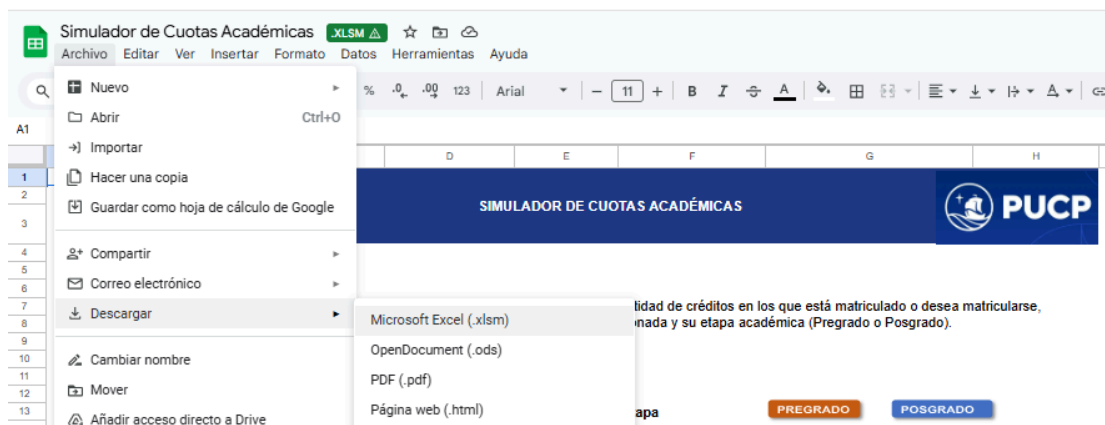 Simulador de Cuotas Académicas .XLSM
Archivo Editar Ver Insertar Formato Datos Herramientas Ayuda
Nuevo
% .0 .00 123 Arial 11 B I A
Abrir Ctrl+O
A1
Importar
D E F G H
1
Hacer una copia
2
Guardar como hoja de cálculo de Google
SIMULADOR DE CUOTAS ACADÉMICAS
PUCP
3
4
Compartir
5
6
Correo electrónico
7
tidad de créditos en los que está matriculado o desea matricularse,
Descargar
Microsoft Excel (.xlsm)
8
nada y su etapa académica (Pregrado o Posgrado).
9
OpenDocument (.ods)
10
Cambiar nombre
11
PDF (.pdf)
12
Mover
13
Página web (.html)
apa
PREGRADO
POSGRADO
Añadir acceso directo a Drive